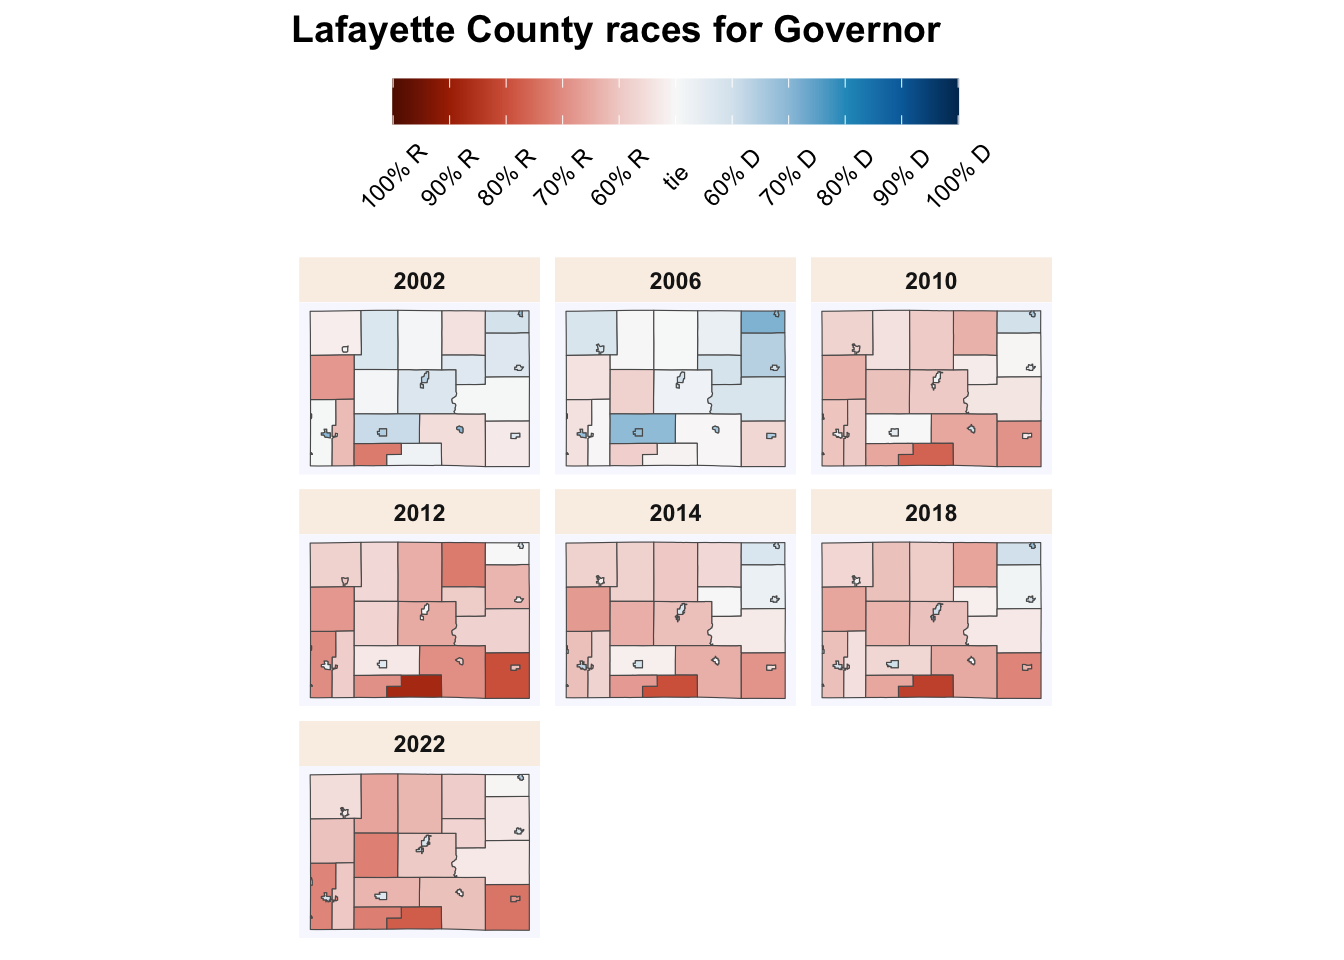 Lafayette County races for Governor
100% R
90% R
80% R
70% R
60% R
tie
60% D
70% D
80% D
90% D
100% D
2002
2006
2010
2012
2014
2018
2022